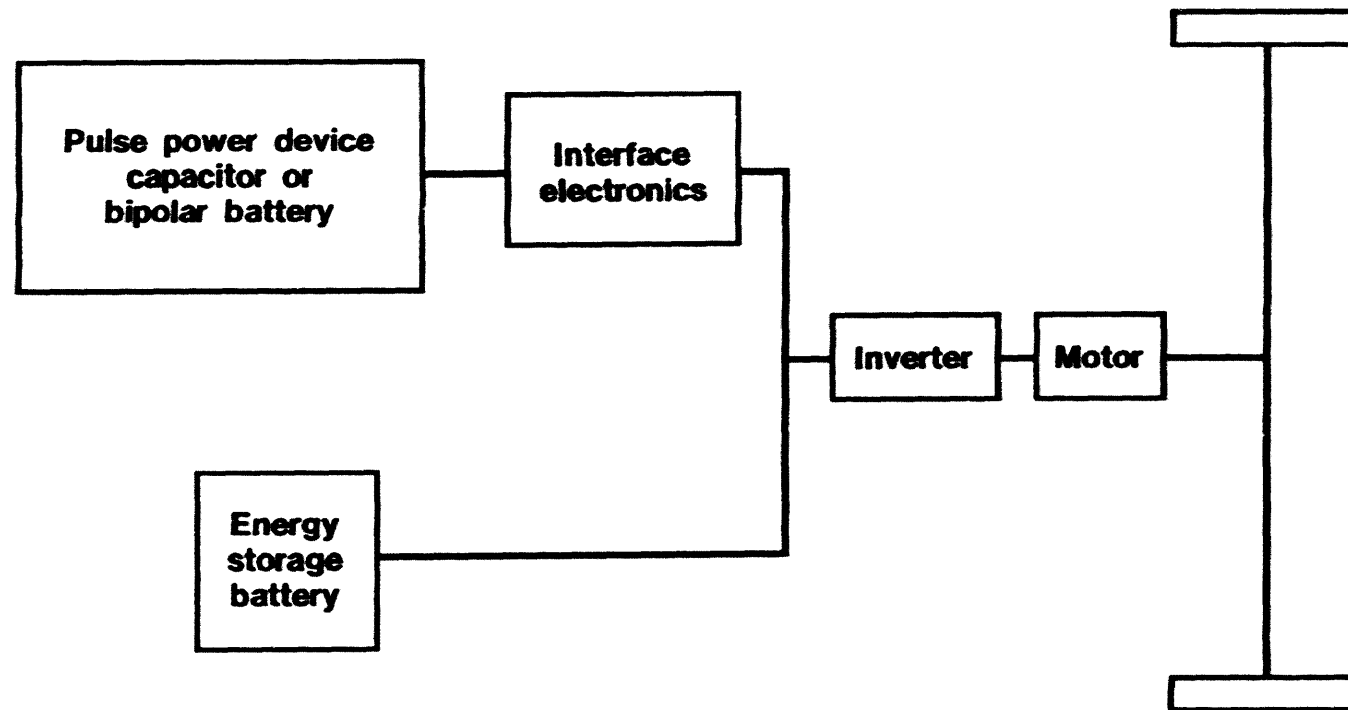 Pulse power device
capacitor or
bipolar battery
Interface
electronics
Inverter
Motor
Energy
storage
battery